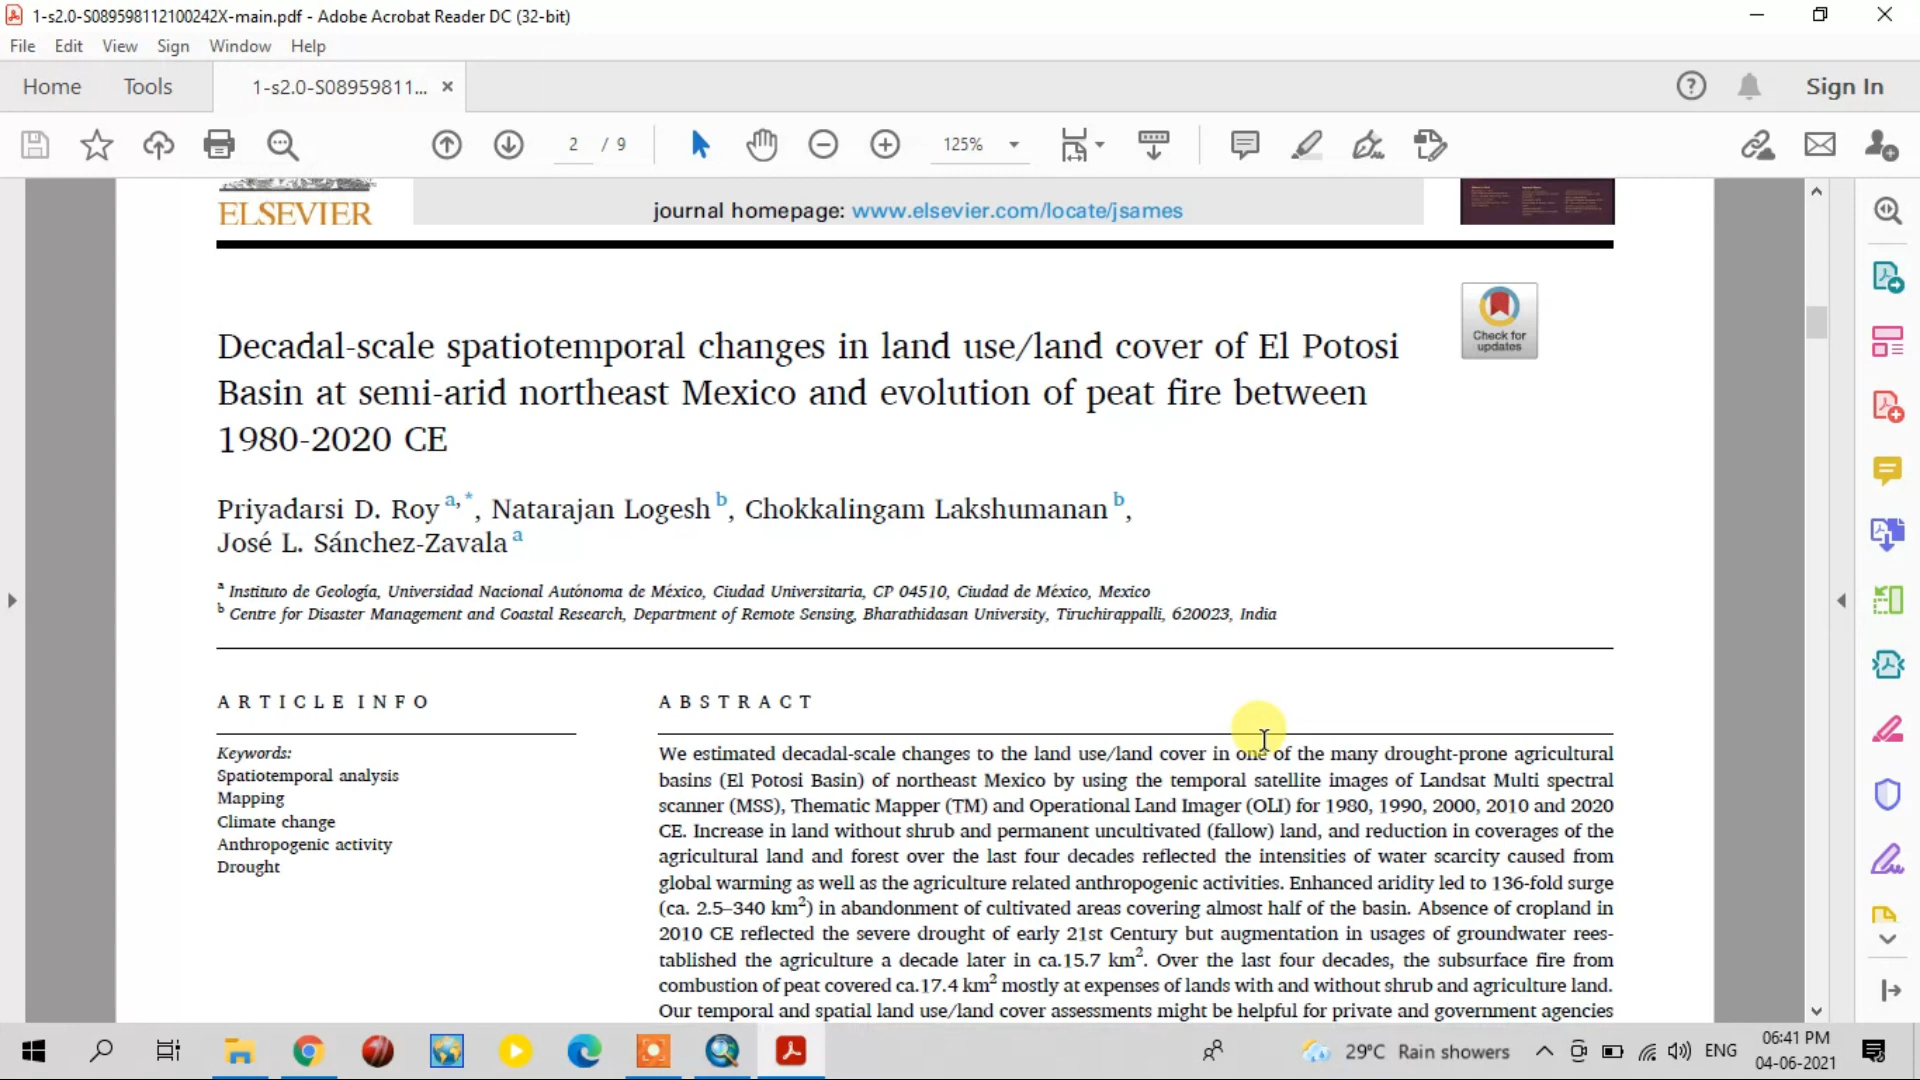 1-s2.0-S089598112100242X-main.pdf - Adobe Acrobat Reader DC (32-bit)
File Edit View Sign Window Help
Home Tools 1-s2.0-S08959811... × Sign In
2 / 9 125%
ELSEVIER
journal homepage: www.elsevier.com/locate/jsames
Check for
updates
Decadal-scale spatiotemporal changes in land use/land cover of El Potosi
Basin at semi-arid northeast Mexico and evolution of peat fire between
1980-2020 CE
Priyadarsi D. Roy a,*, Natarajan Logesh b, Chokkalingam Lakshumanan b,
José L. Sánchez-Zavala a
a Instituto de Geología, Universidad Nacional Autónoma de México, Ciudad Universitaria, CP 04510, Ciudad de México, Mexico
b Centre for Disaster Management and Coastal Research, Department of Remote Sensing, Bharathidasan University, Tiruchirappalli, 620023, India
ARTICLE INFO
Keywords:
Spatiotemporal analysis
Mapping
Climate change
Anthropogenic activity
Drought
ABSTRACT
We estimated decadal-scale changes to the land use/land cover in one of the many drought-prone agricultural
basins (El Potosi Basin) of northeast Mexico by using the temporal satellite images of Landsat Multi spectral
scanner (MSS), Thematic Mapper (TM) and Operational Land Imager (OLI) for 1980, 1990, 2000, 2010 and 2020
CE. Increase in land without shrub and permanent uncultivated (fallow) land, and reduction in coverages of the
agricultural land and forest over the last four decades reflected the intensities of water scarcity caused from
global warming as well as the agriculture related anthropogenic activities. Enhanced aridity led to 136-fold surge
(ca. 2.5–340 km2) in abandonment of cultivated areas covering almost half of the basin. Absence of cropland in
2010 CE reflected the severe drought of early 21st Century but augmentation in usages of groundwater rees-
tablished the agriculture a decade later in ca.15.7 km2. Over the last four decades, the subsurface fire from
combustion of peat covered ca.17.4 km2 mostly at expenses of lands with and without shrub and agriculture land.
Our temporal and spatial land use/land cover assessments might be helpful for private and government agencies
29°C Rain showers ENG 06:41 PM
04-06-2021